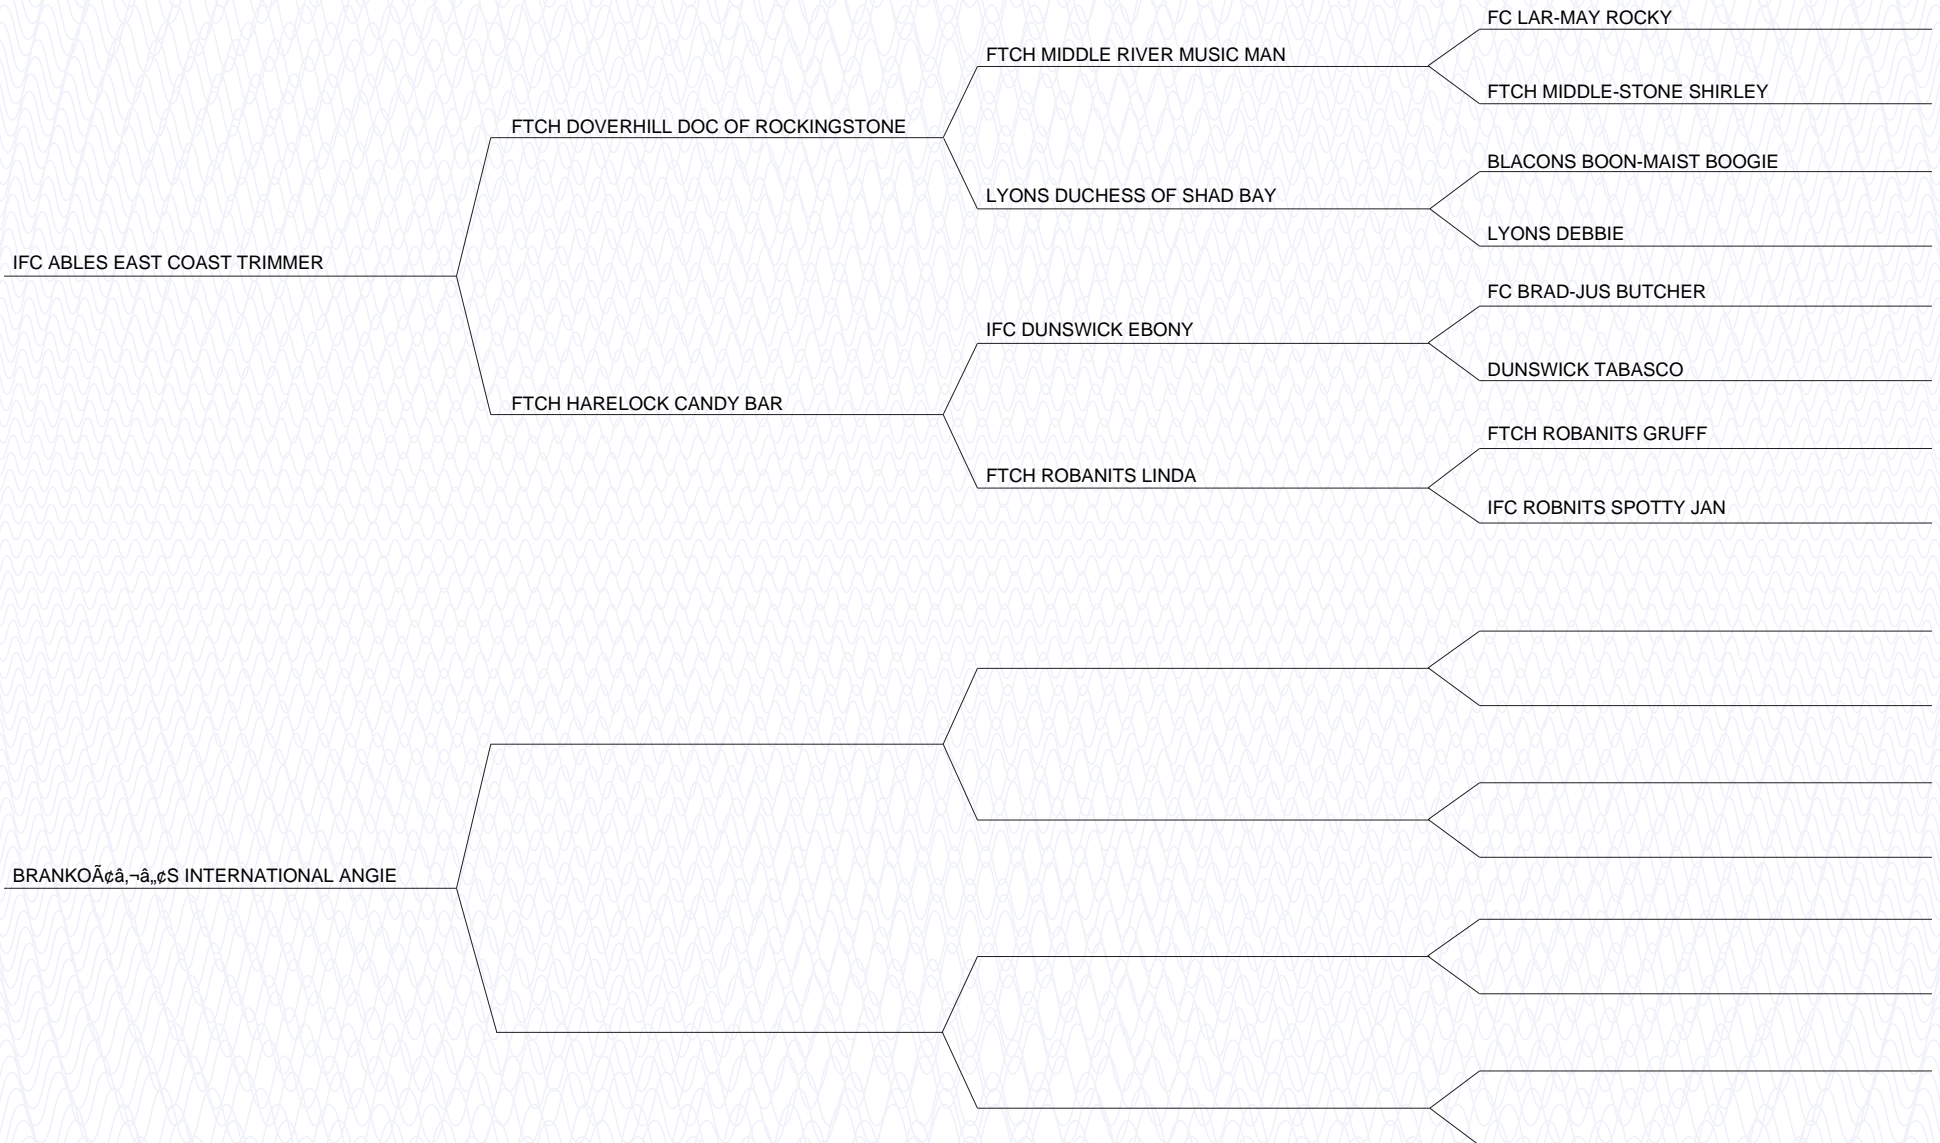 FC LAR-MAY ROCKY
FTCH MIDDLE RIVER MUSIC MAN
FTCH MIDDLE-STONE SHIRLEY
FTCH DOVERHILL DOC OF ROCKINGSTONE
BLACONS BOON-MAIST BOOGIE
LYONS DUCHESS OF SHAD BAY
LYONS DEBBIE
IFC ABLES EAST COAST TRIMMER
FC BRAD-JUS BUTCHER
IFC DUNSWICK EBONY
DUNSWICK TABASCO
FTCH HARELOCK CANDY BAR
FTCH ROBANITS GRUFF
FTCH ROBANITS LINDA
IFC ROBNITS SPOTTY JAN
BRANKOÃ¢â‚¬â„¢S INTERNATIONAL ANGIE